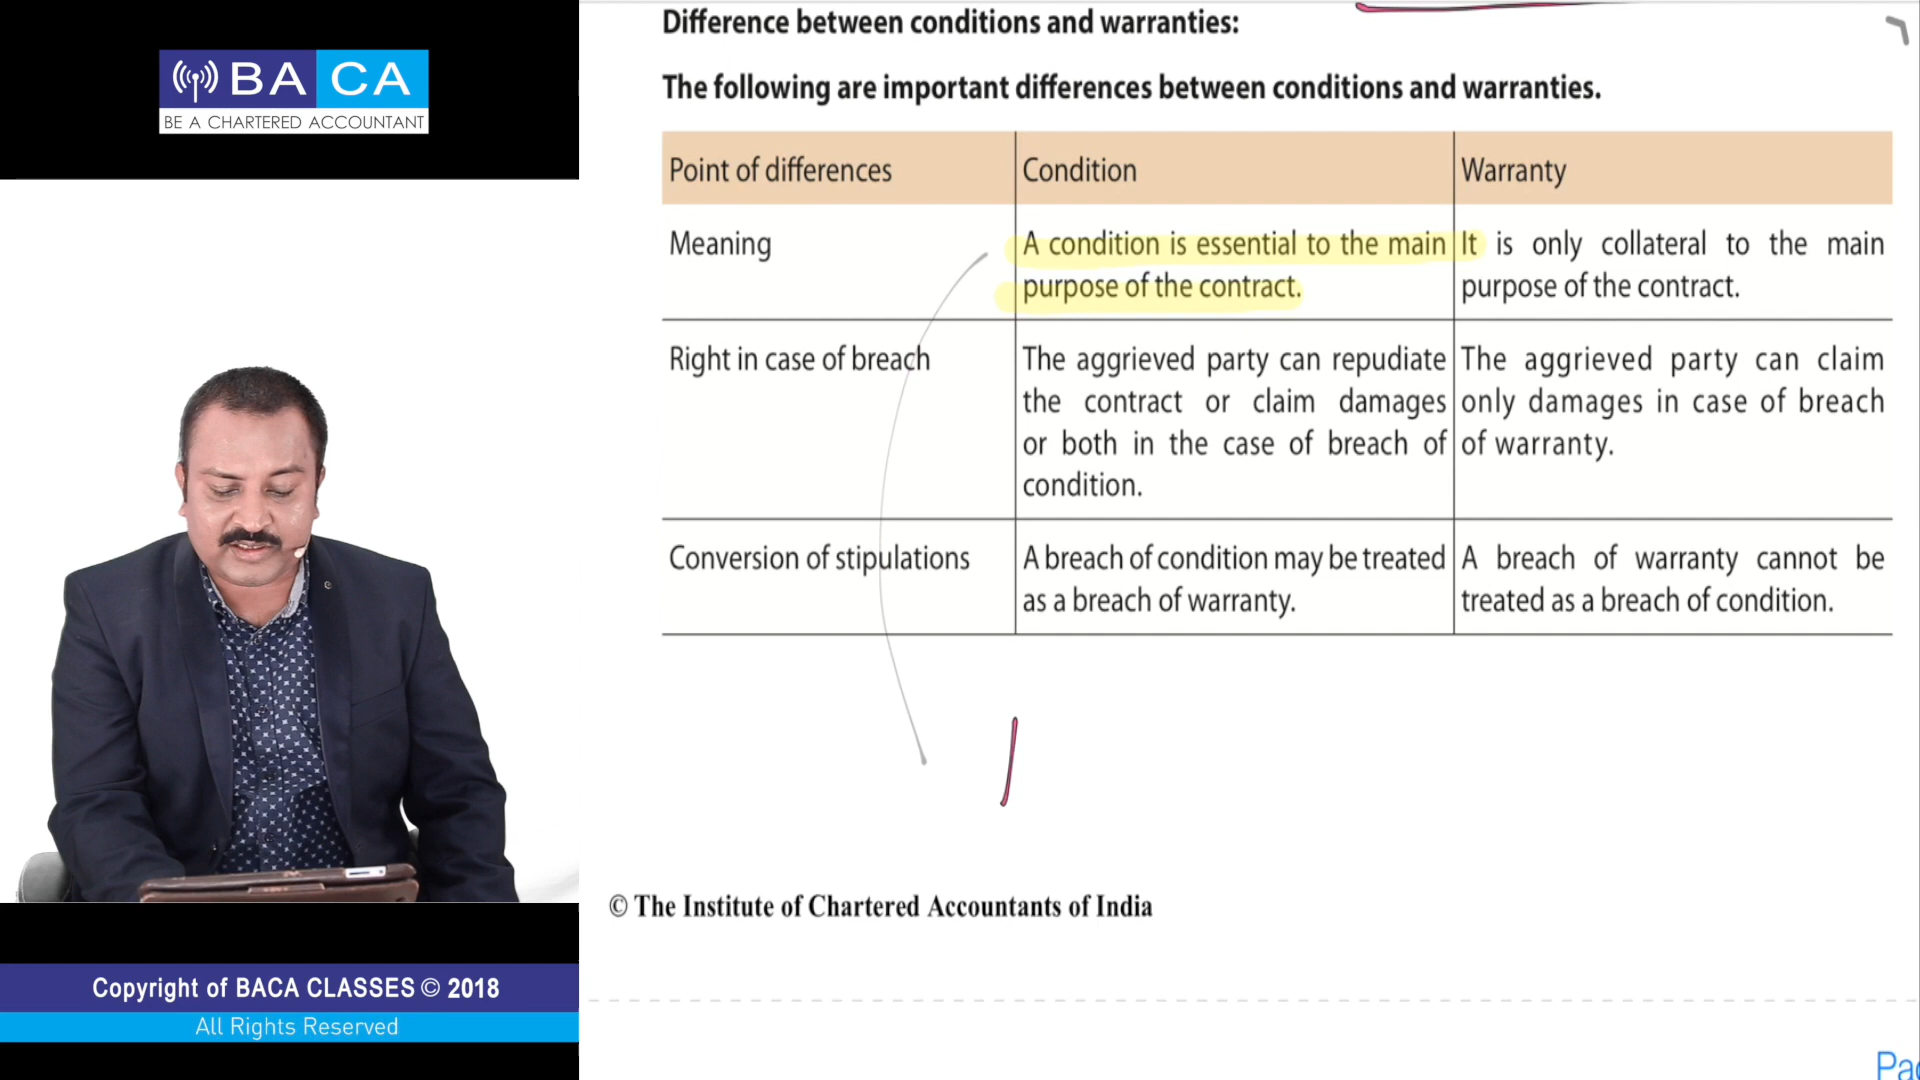 BA CA
BE A CHARTERED ACCOUNTANT
Difference between conditions and warranties:
The following are important differences between conditions and warranties.
Point of differences
Condition
Warranty
Meaning
A condition is essential to the main
purpose of the contract.
It is only collateral to the main
purpose of the contract.
Right in case of breach
The aggrieved party can repudiate
the contract or claim damages
or both in the case of breach of
condition.
The aggrieved party can claim
only damages in case of breach
of warranty.
Conversion of stipulations
A breach of condition may be treated
as a breach of warranty.
A breach of warranty cannot be
treated as a breach of condition.
© The Institute of Chartered Accountants of India
Copyright of BACA CLASSES © 2018
All Rights Reserved